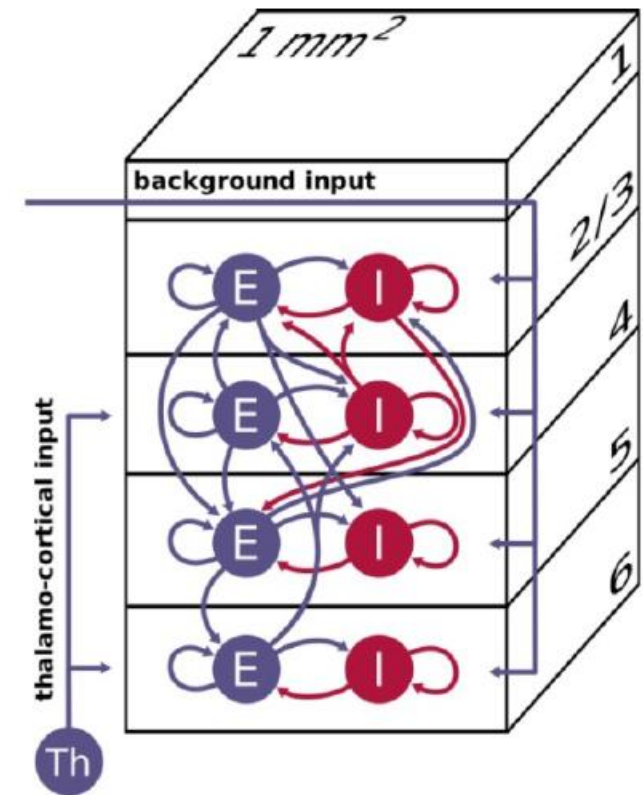 1 mm²
1
background input
2/3
E I
4
E I
5
E I
6
E I
thalamo-cortical input
Th